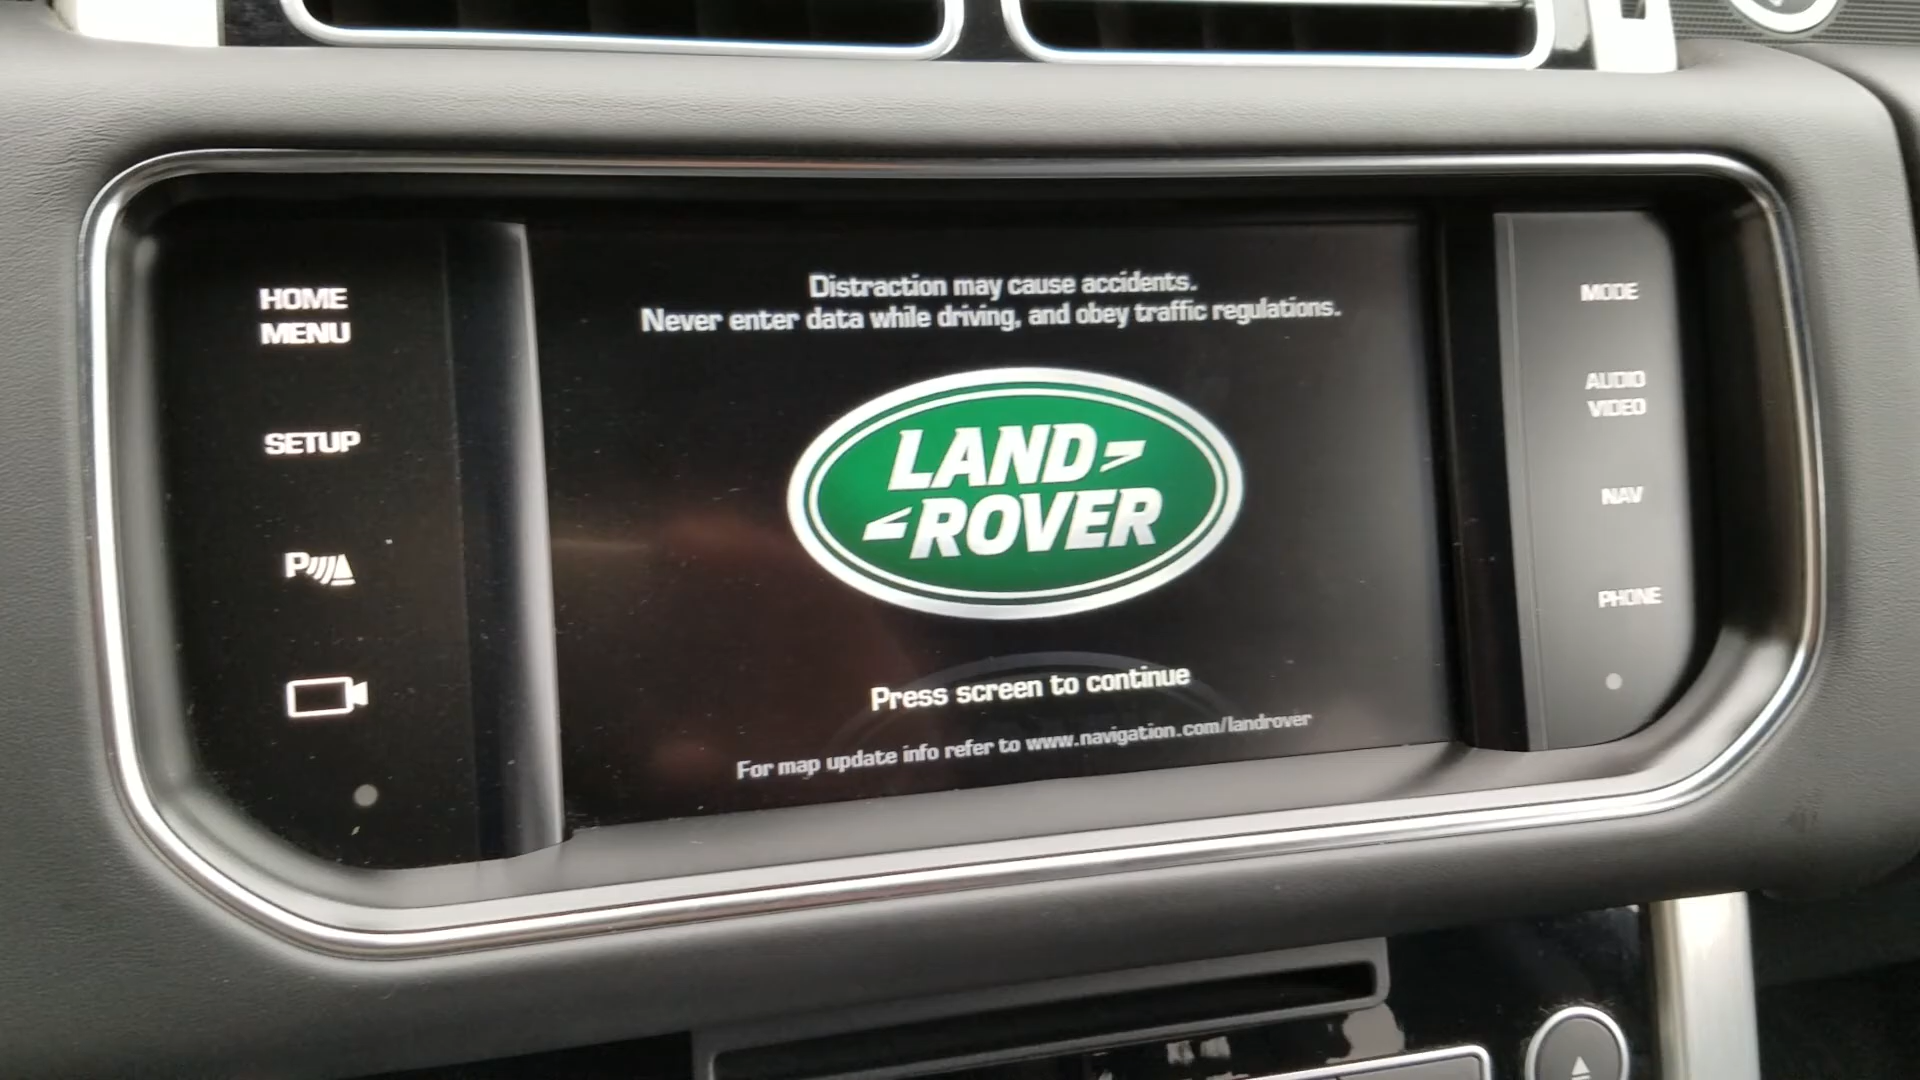 HOME
MENU
SETUP
P
Distraction may cause accidents.
Never enter data while driving, and obey traffic regulations.
LAND
ROVER
Press screen to continue
For map update info refer to www.navigation.com/landrover
MODE
AUDIO
VIDEO
NAV
PHONE